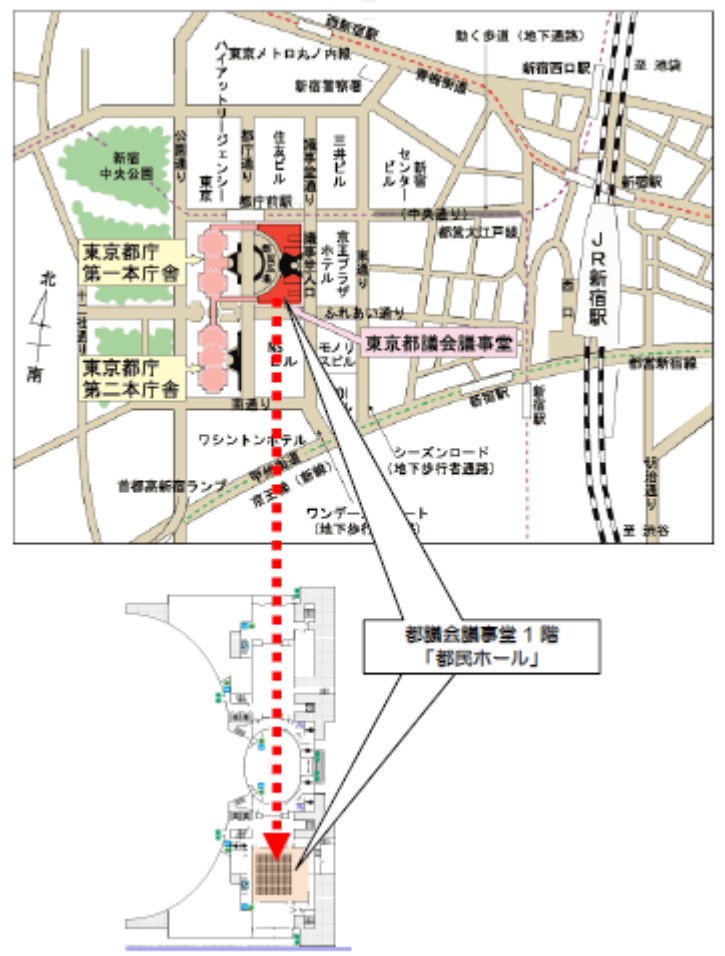 西新宿駅
動く歩道（地下通路）
東京メトロ丸ノ内線
青梅街道
新宿西口駅
至 池袋
新宿警察署
ハイアットリージェンシー
東京
公園通り
都庁通り
住友ビル
議事堂通り
三井ビル
新宿
センター
ビル
新宿
中央公園
新宿駅
都庁前駅
（中央通り）
都営大江戸線
東京都庁
第一本庁舎
議事堂入口
京王プラザ
ホテル
東通り
西口
JR新宿駅
北
南
十二社通り
ふれあい通り
東京都議会議事堂
東京都庁
第二本庁舎
NS
ビル
モノリ
スビル
都営新宿線
新宿駅
新宿駅
南通り
ワシントンホテル
甲州街道
京王線（新線）
シーズンロード
（地下歩行者通路）
首都高新宿ランプ
明治通り
至 渋谷
都議会議事堂１階
「都民ホール」